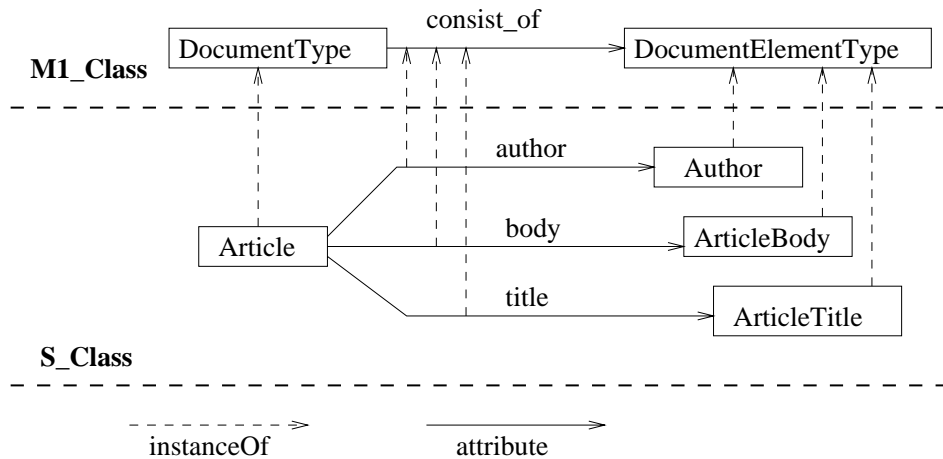 consist_of
DocumentType
DocumentElementType
M1_Class
author
Author
body
Article
ArticleBody
title
ArticleTitle
S_Class
instanceOf
attribute